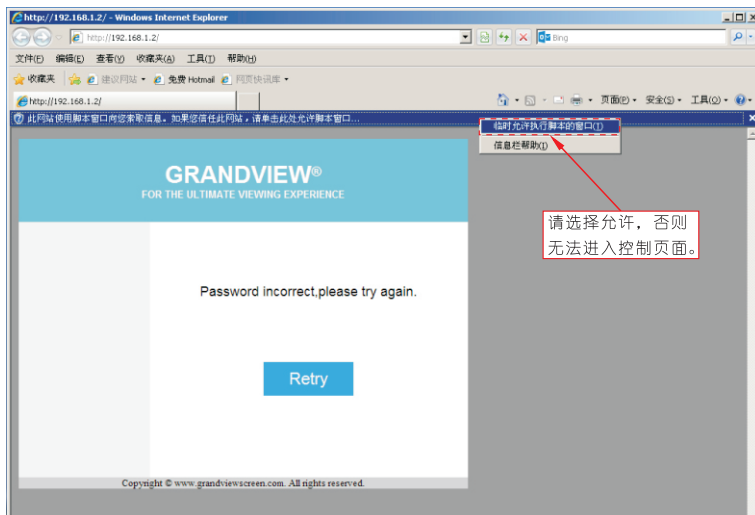 http://192.168.1.2/ - Windows Internet Explorer
http://192.168.1.2/
Bing
文件(F) 编辑(E) 查看(V) 收藏夹(A) 工具(T) 帮助(H)
收藏夹 建议网站 免费 Hotmail 网页快讯库
http://192.168.1.2/
页面(P) 安全(S) 工具(O)
此网站使用脚本窗口向您索取信息。如果您信任此网站，请单击此处允许脚本窗口...
临时允许执行脚本的窗口(T)
信息栏帮助(I)
GRANDVIEW®
FOR THE ULTIMATE VIEWING EXPERIENCE
请选择允许，否则
无法进入控制页面。
Password incorrect,please try again.
Retry
Copyright © www.grandviewscreen.com. All rights reserved.